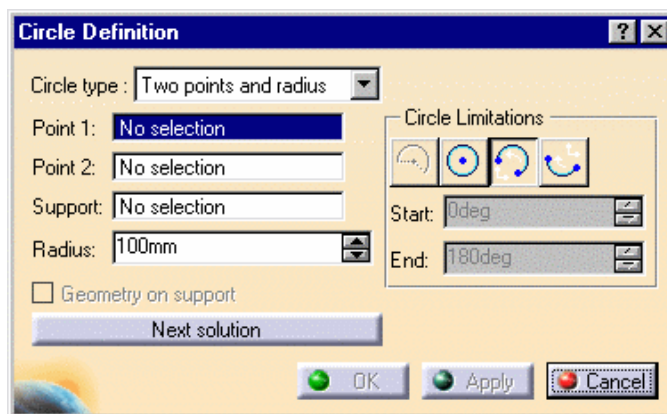 Circle Definition
Circle type : Two points and radius
Point 1: No selection
Point 2: No selection
Support: No selection
Radius: 100mm
Geometry on support
Next solution
Circle Limitations
Start: 0deg
End: 180deg
OK Apply Cancel